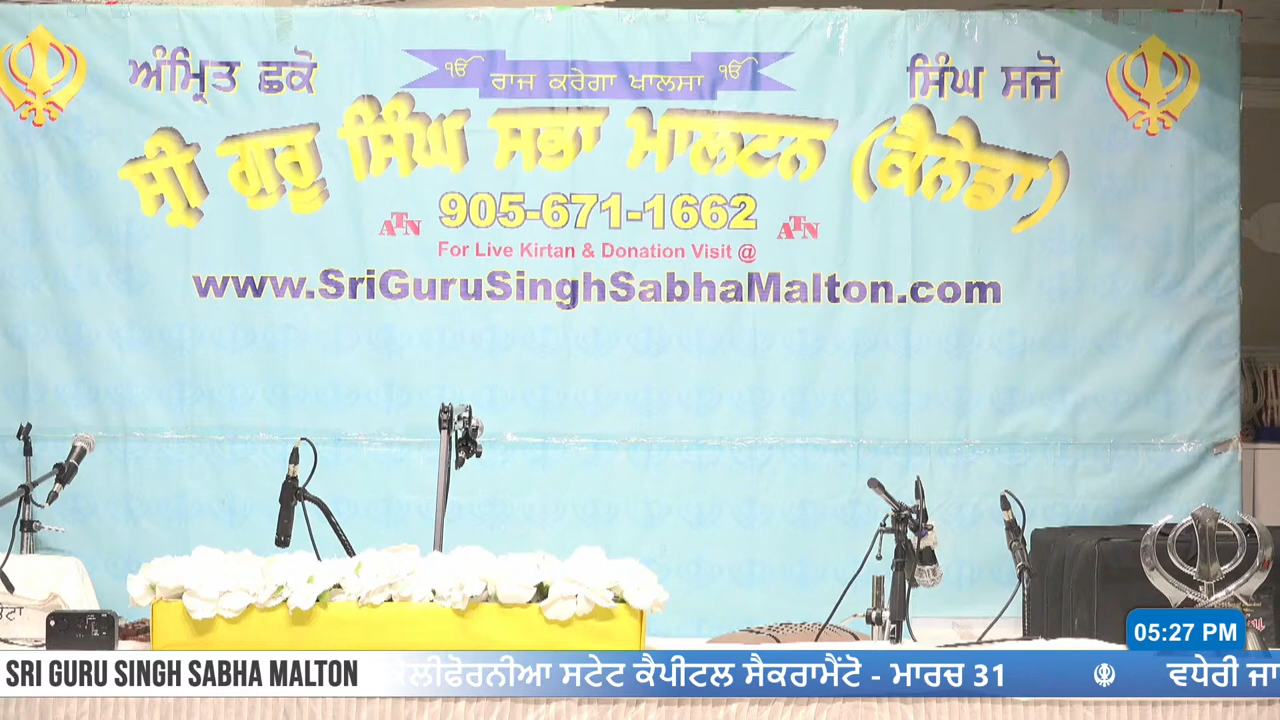 ਅੰਮ੍ਰਿਤ ਛਕੋ
ੴ ਰਾਜ ਕਰੇਗਾ ਖਾਲਸਾ ੴ
ਸਿੰਘ ਸਜੋ
ਸ੍ਰੀ ਗੁਰੂ ਸਿੰਘ ਸਭਾ ਮਾਲਟਨ (ਕੈਨੇਡਾ)
ATN 905-671-1662 ATN
For Live Kirtan & Donation Visit @
www.SriGuruSinghSabhaMalton.com
05:27 PM
SRI GURU SINGH SABHA MALTON
ਸਟੇਟ ਕੈਪੀਟਲ ਸੈਕਰਾਮੈਂਟੋ - ਮਾਰਚ 31 ਵਧੇਰੀ ਜਾ